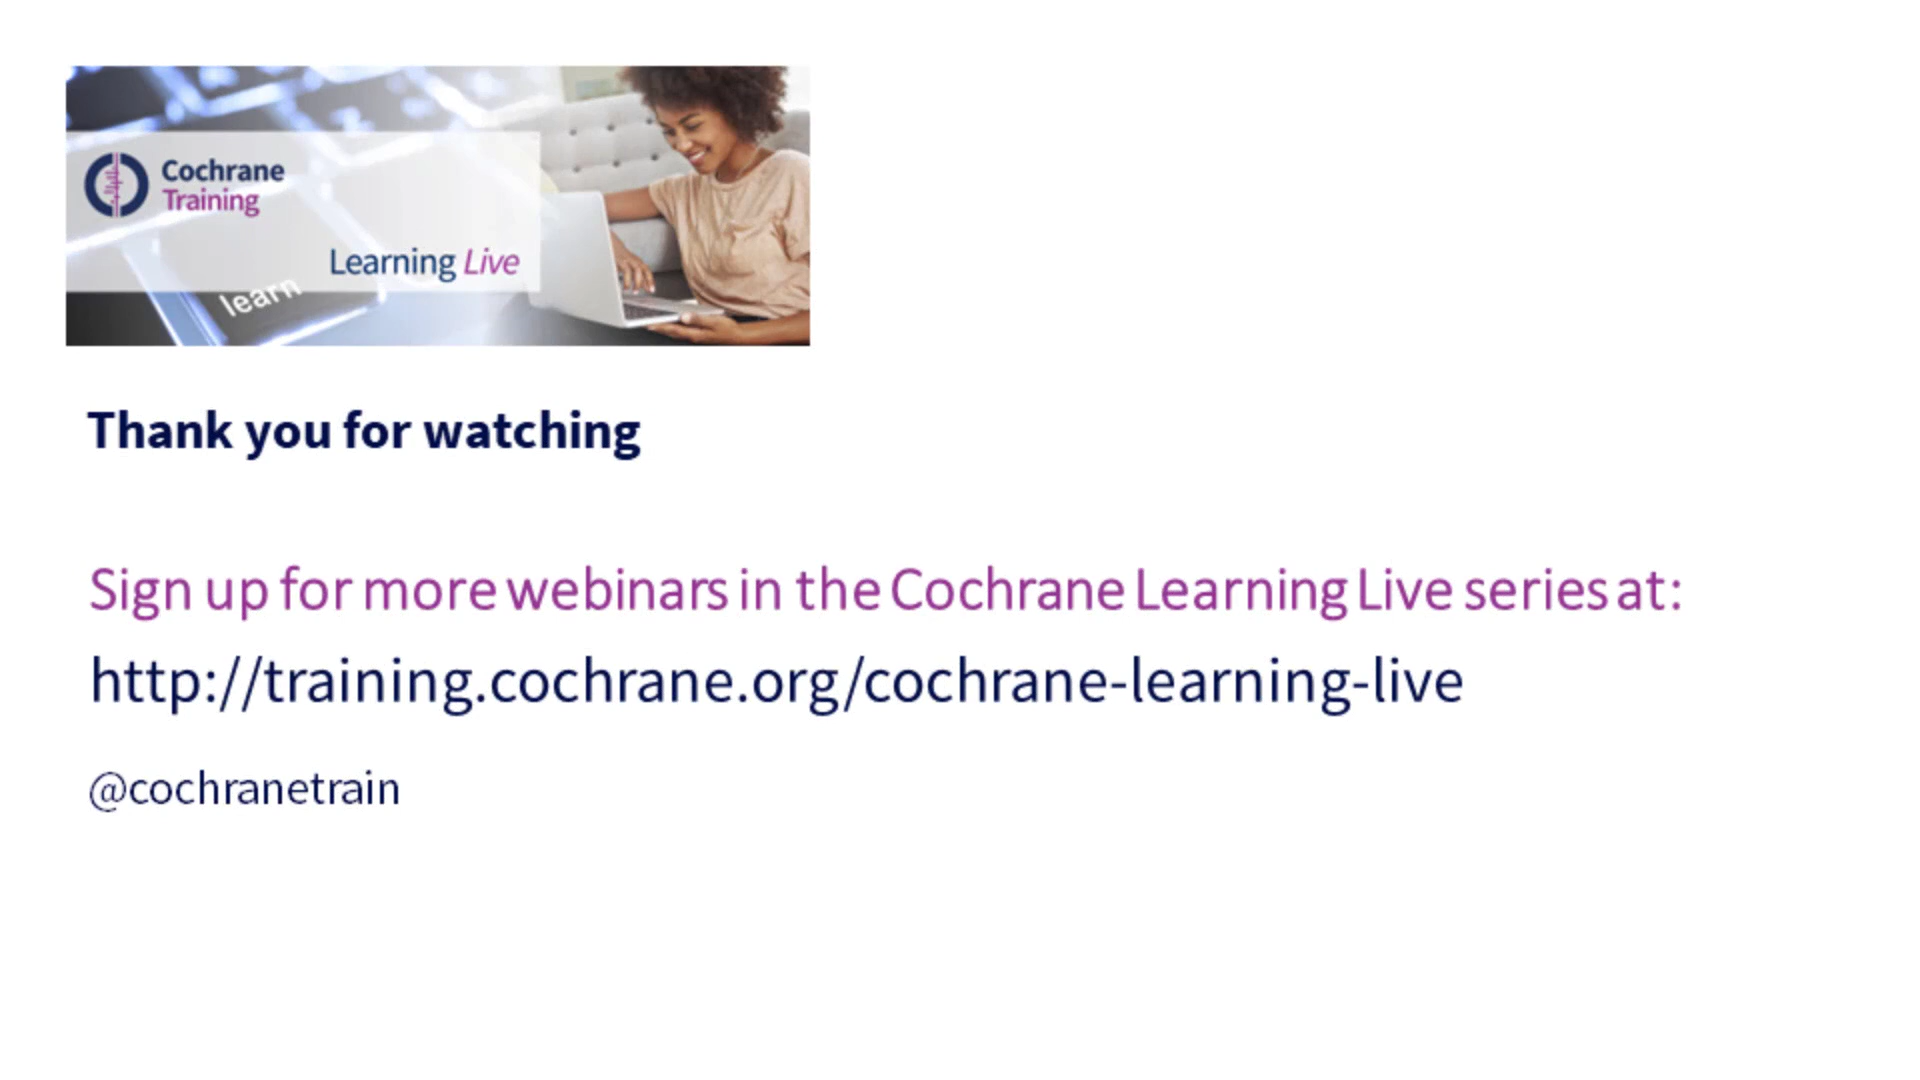 Cochrane
Training
Learning Live
learn
Thank you for watching
Sign up for more webinars in the Cochrane Learning Live series at:
http://training.cochrane.org/cochrane-learning-live
@cochranetrain